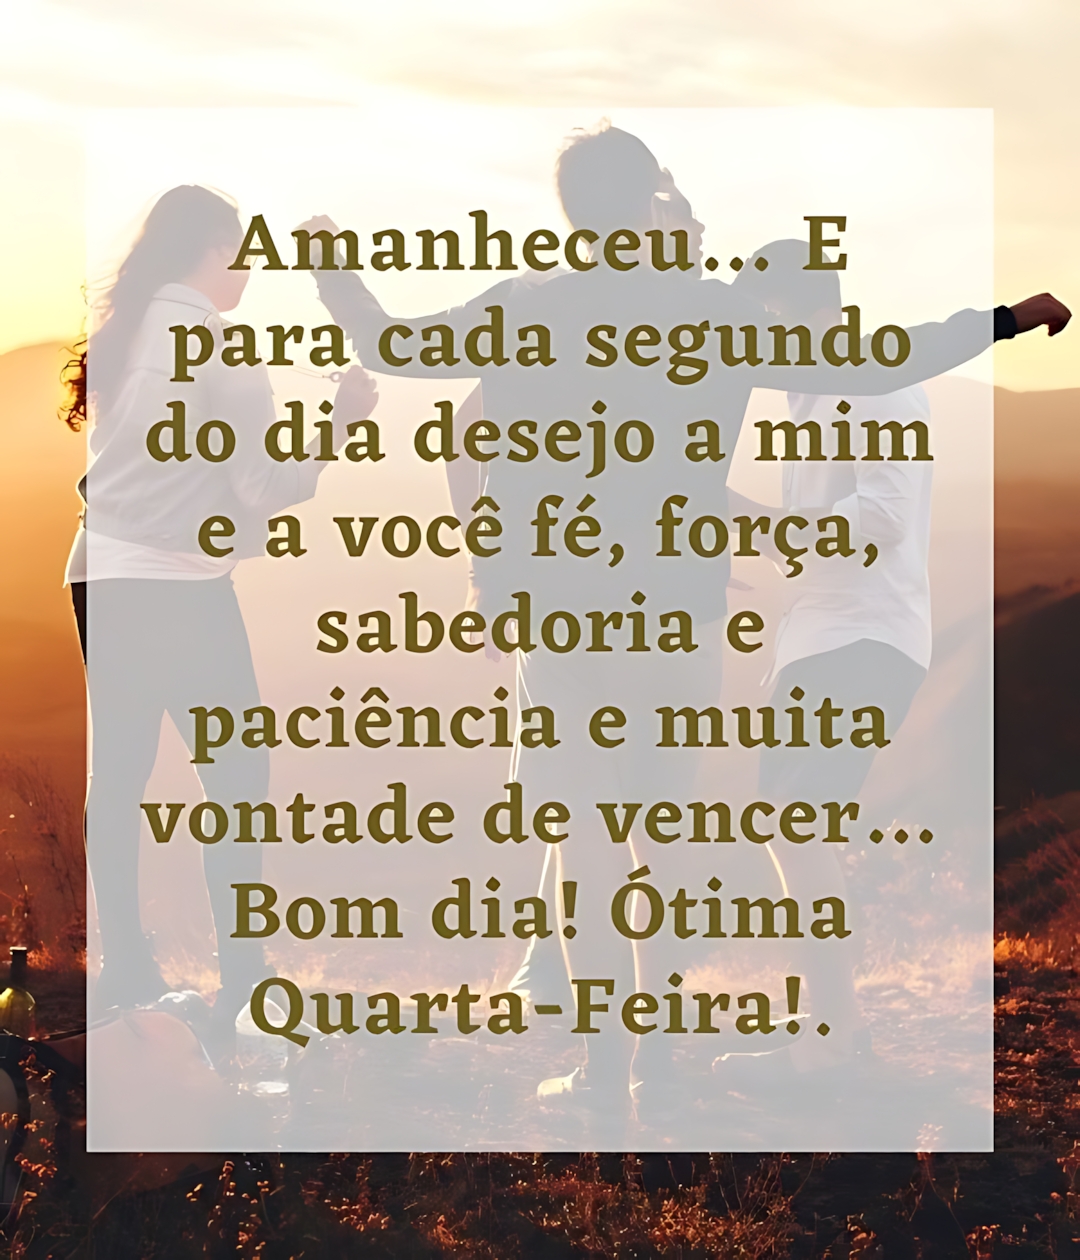 Amanheceu... E
para cada segundo
do dia desejo a mim
e a você fé, força,
sabedoria e
paciência e muita
vontade de vencer...
Bom dia! Ótima
Quarta-Feira!.